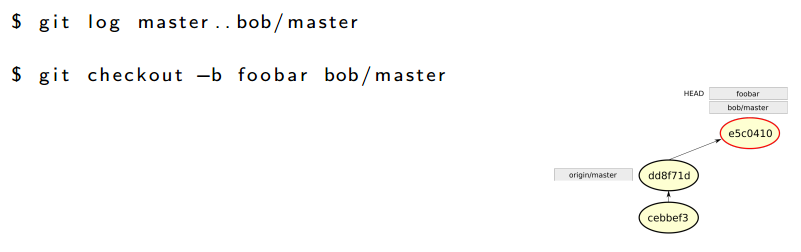 $ git log master..bob/master
$ git checkout –b foobar bob/master
HEAD foobar
bob/master
e5c0410
origin/master dd8f71d
cebbef3